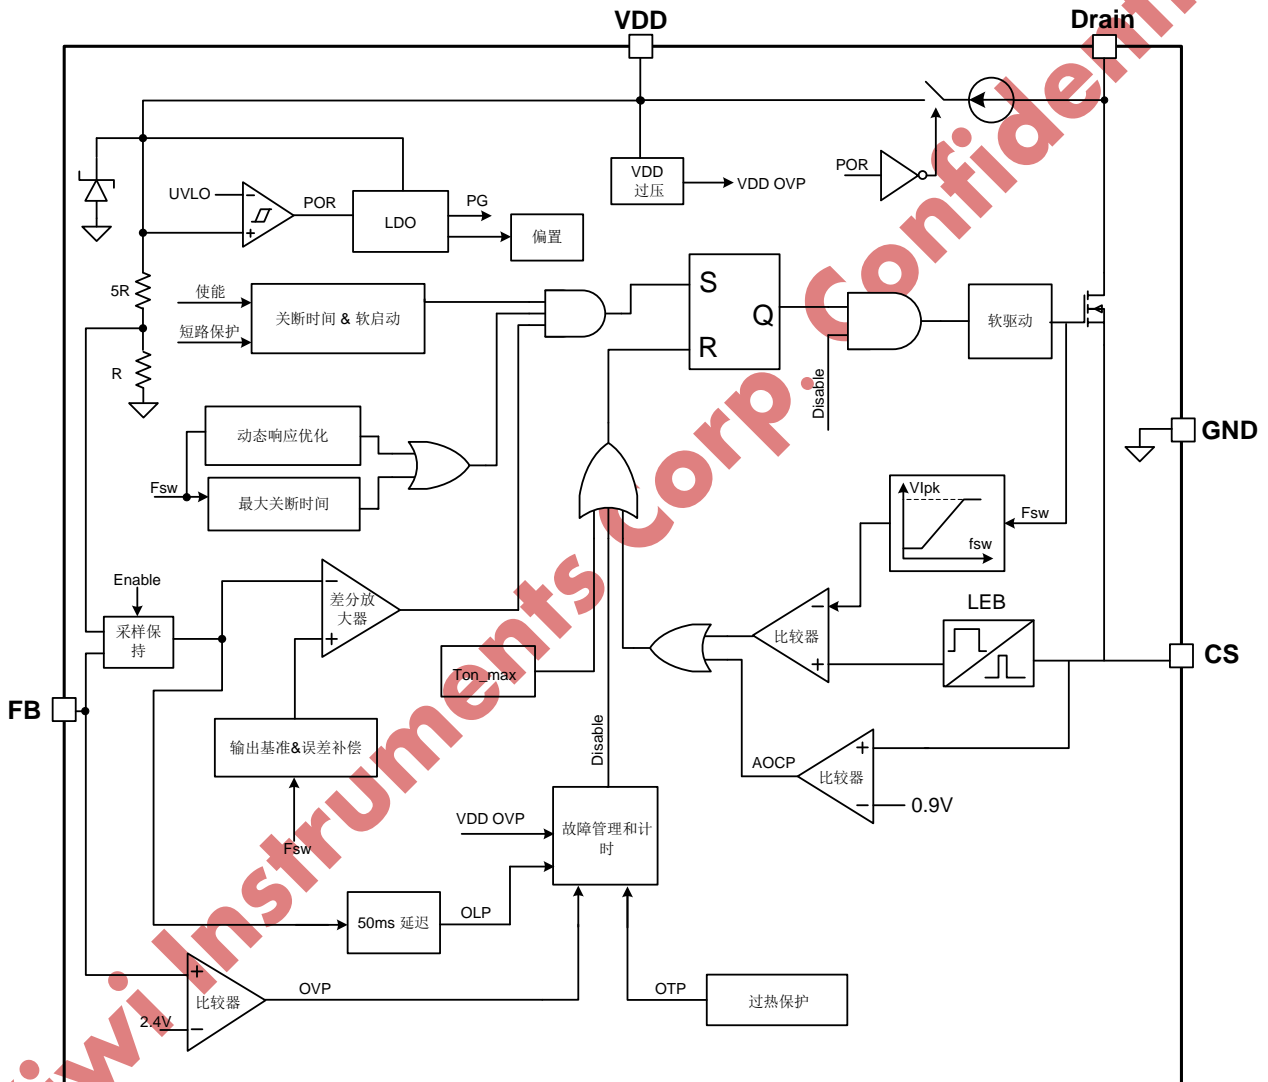 VDD
Drain
VDD
过压
VDD OVP
POR
UVLO
−
+
POR
LDO
PG
偏置
5R
R
使能
短路保护
关断时间 & 软启动
S
R
Q
Disable
软驱动
GND
动态响应优化
Fsw
最大关断时间
VIpk
fsw
Fsw
Enable
采样保
持
−
差分放
大器
+
LEB
−
比较器
+
CS
Ton_max
FB
输出基准&误差补偿
Fsw
Disable
AOCP
+
比较器
−
0.9V
VDD OVP
故障管理和计
时
50ms 延迟
OLP
+
比较器
2.4V
−
OVP
OTP
过热保护
iwi Instruments Corp. Confident